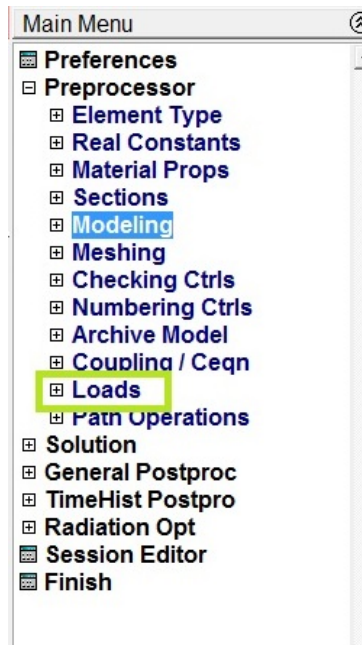 Main Menu
Preferences
Preprocessor
Element Type
Real Constants
Material Props
Sections
Modeling
Meshing
Checking Ctrls
Numbering Ctrls
Archive Model
Coupling / Ceqn
Loads
Path Operations
Solution
General Postproc
TimeHist Postpro
Radiation Opt
Session Editor
Finish